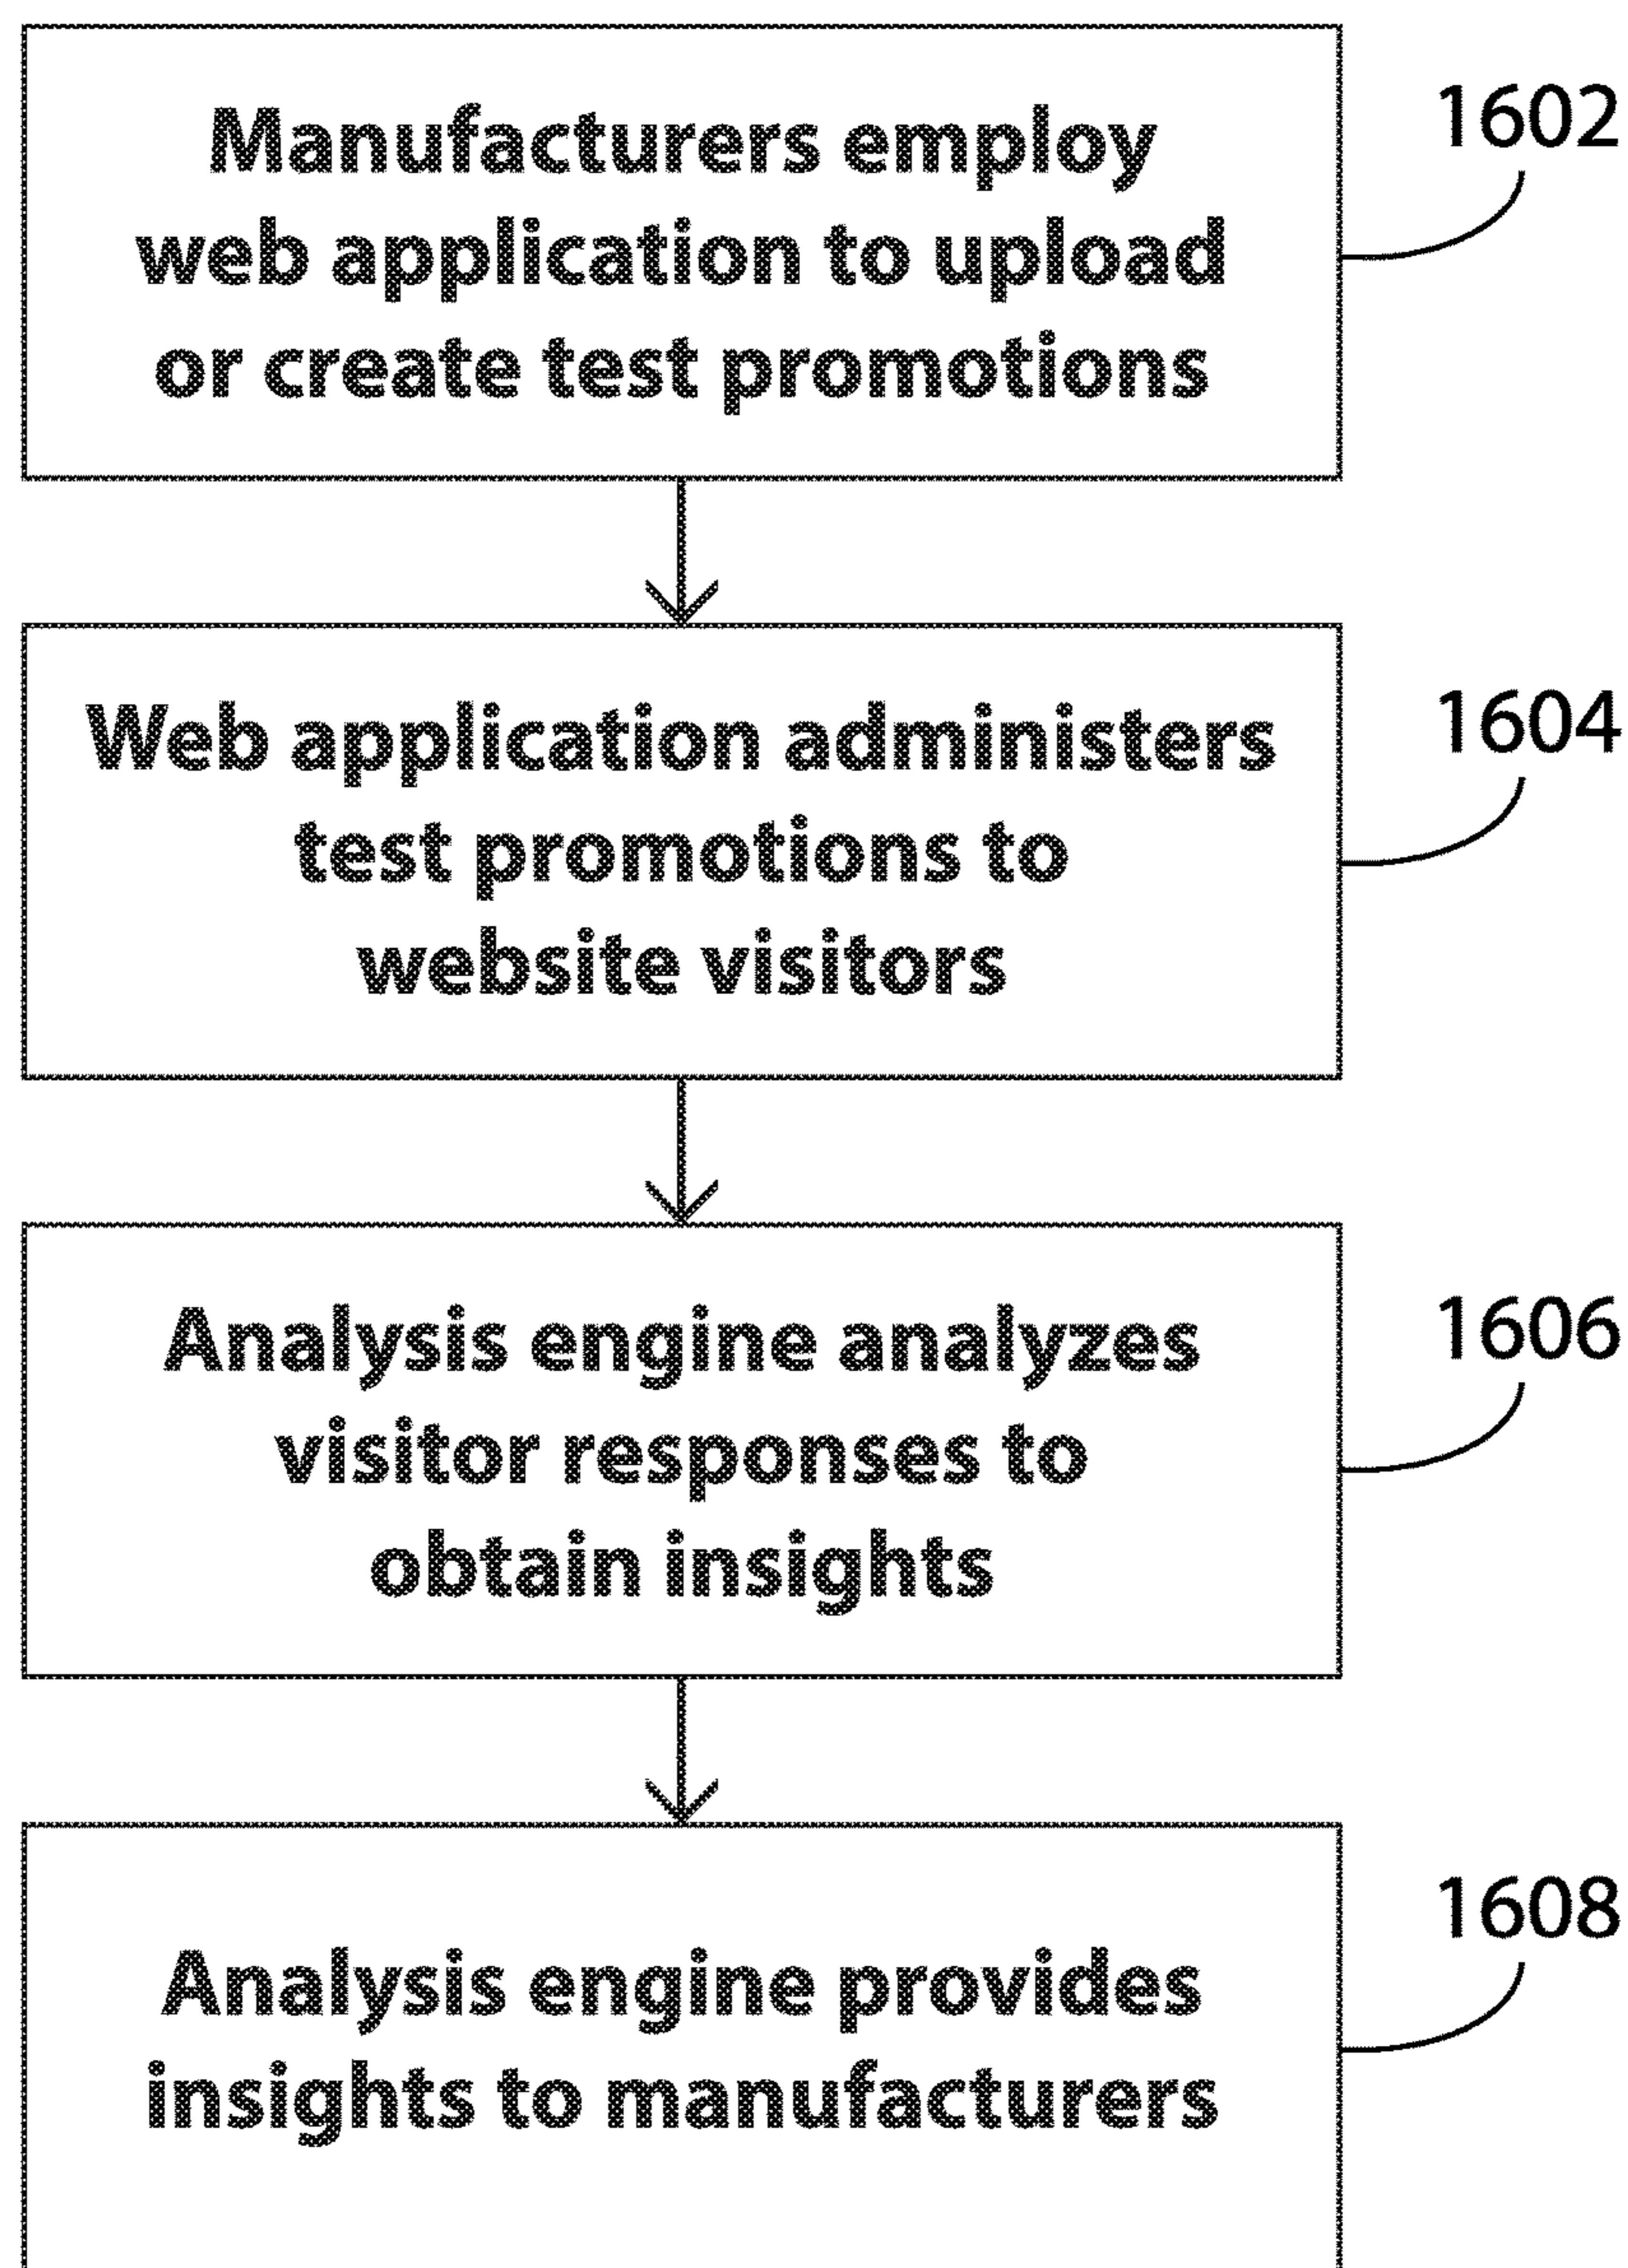 Manufacturers employ
web application to upload
or create test promotions
1602
Web application administers
test promotions to
website visitors
1604
Analysis engine analyzes
visitor responses to
obtain insights
1606
Analysis engine provides
insights to manufacturers
1608